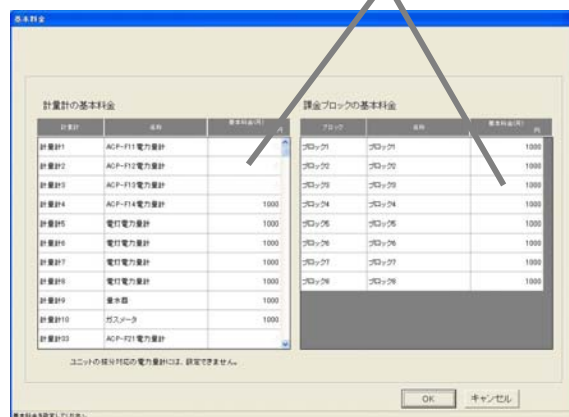 基本料金
計量計の基本料金
計量計 名称 基本料金(月) 円
計量計1 ACP-F11電力量計
計量計2 ACP-F12電力量計
計量計3 ACP-F13電力量計
計量計4 ACP-F14電力量計 1000
計量計5 電灯電力量計 1000
計量計6 電灯電力量計 1000
計量計7 電灯電力量計 1000
計量計8 電灯電力量計 1000
計量計9 量水器 1000
計量計10 ガスメータ 1000
計量計33 ACP-F21電力量計
課金ブロックの基本料金
ブロック 名称 基本料金(月) 円
ブロック1 ブロック1 1000
ブロック2 ブロック2 1000
ブロック3 ブロック3 1000
ブロック4 ブロック4 1000
ブロック5 ブロック5 1000
ブロック6 ブロック6 1000
ブロック7 ブロック7 1000
ブロック8 ブロック8 1000
ユニットの按分対応の電力量計には、設定できません。
OK キャンセル
基本料金を設定してください。